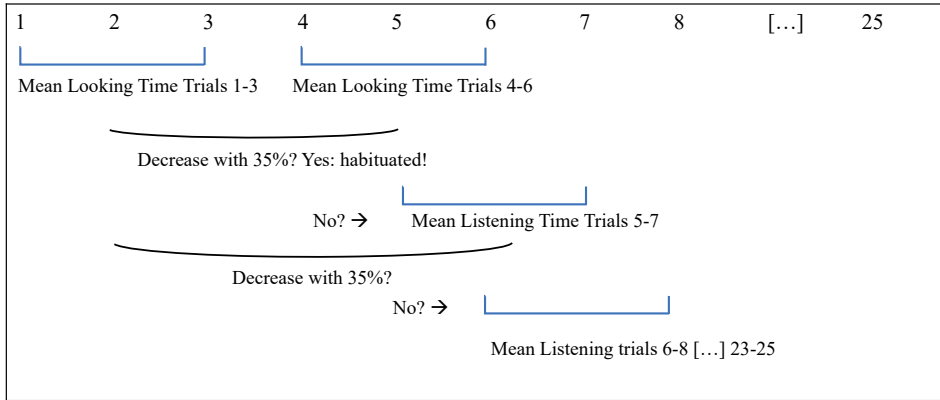 1 2 3 4 5 6 7 8 […] 25
Mean Looking Time Trials 1-3 Mean Looking Time Trials 4-6
Decrease with 35%? Yes: habituated!
No? → Mean Listening Time Trials 5-7
Decrease with 35%?
No? →
Mean Listening trials 6-8 […] 23-25